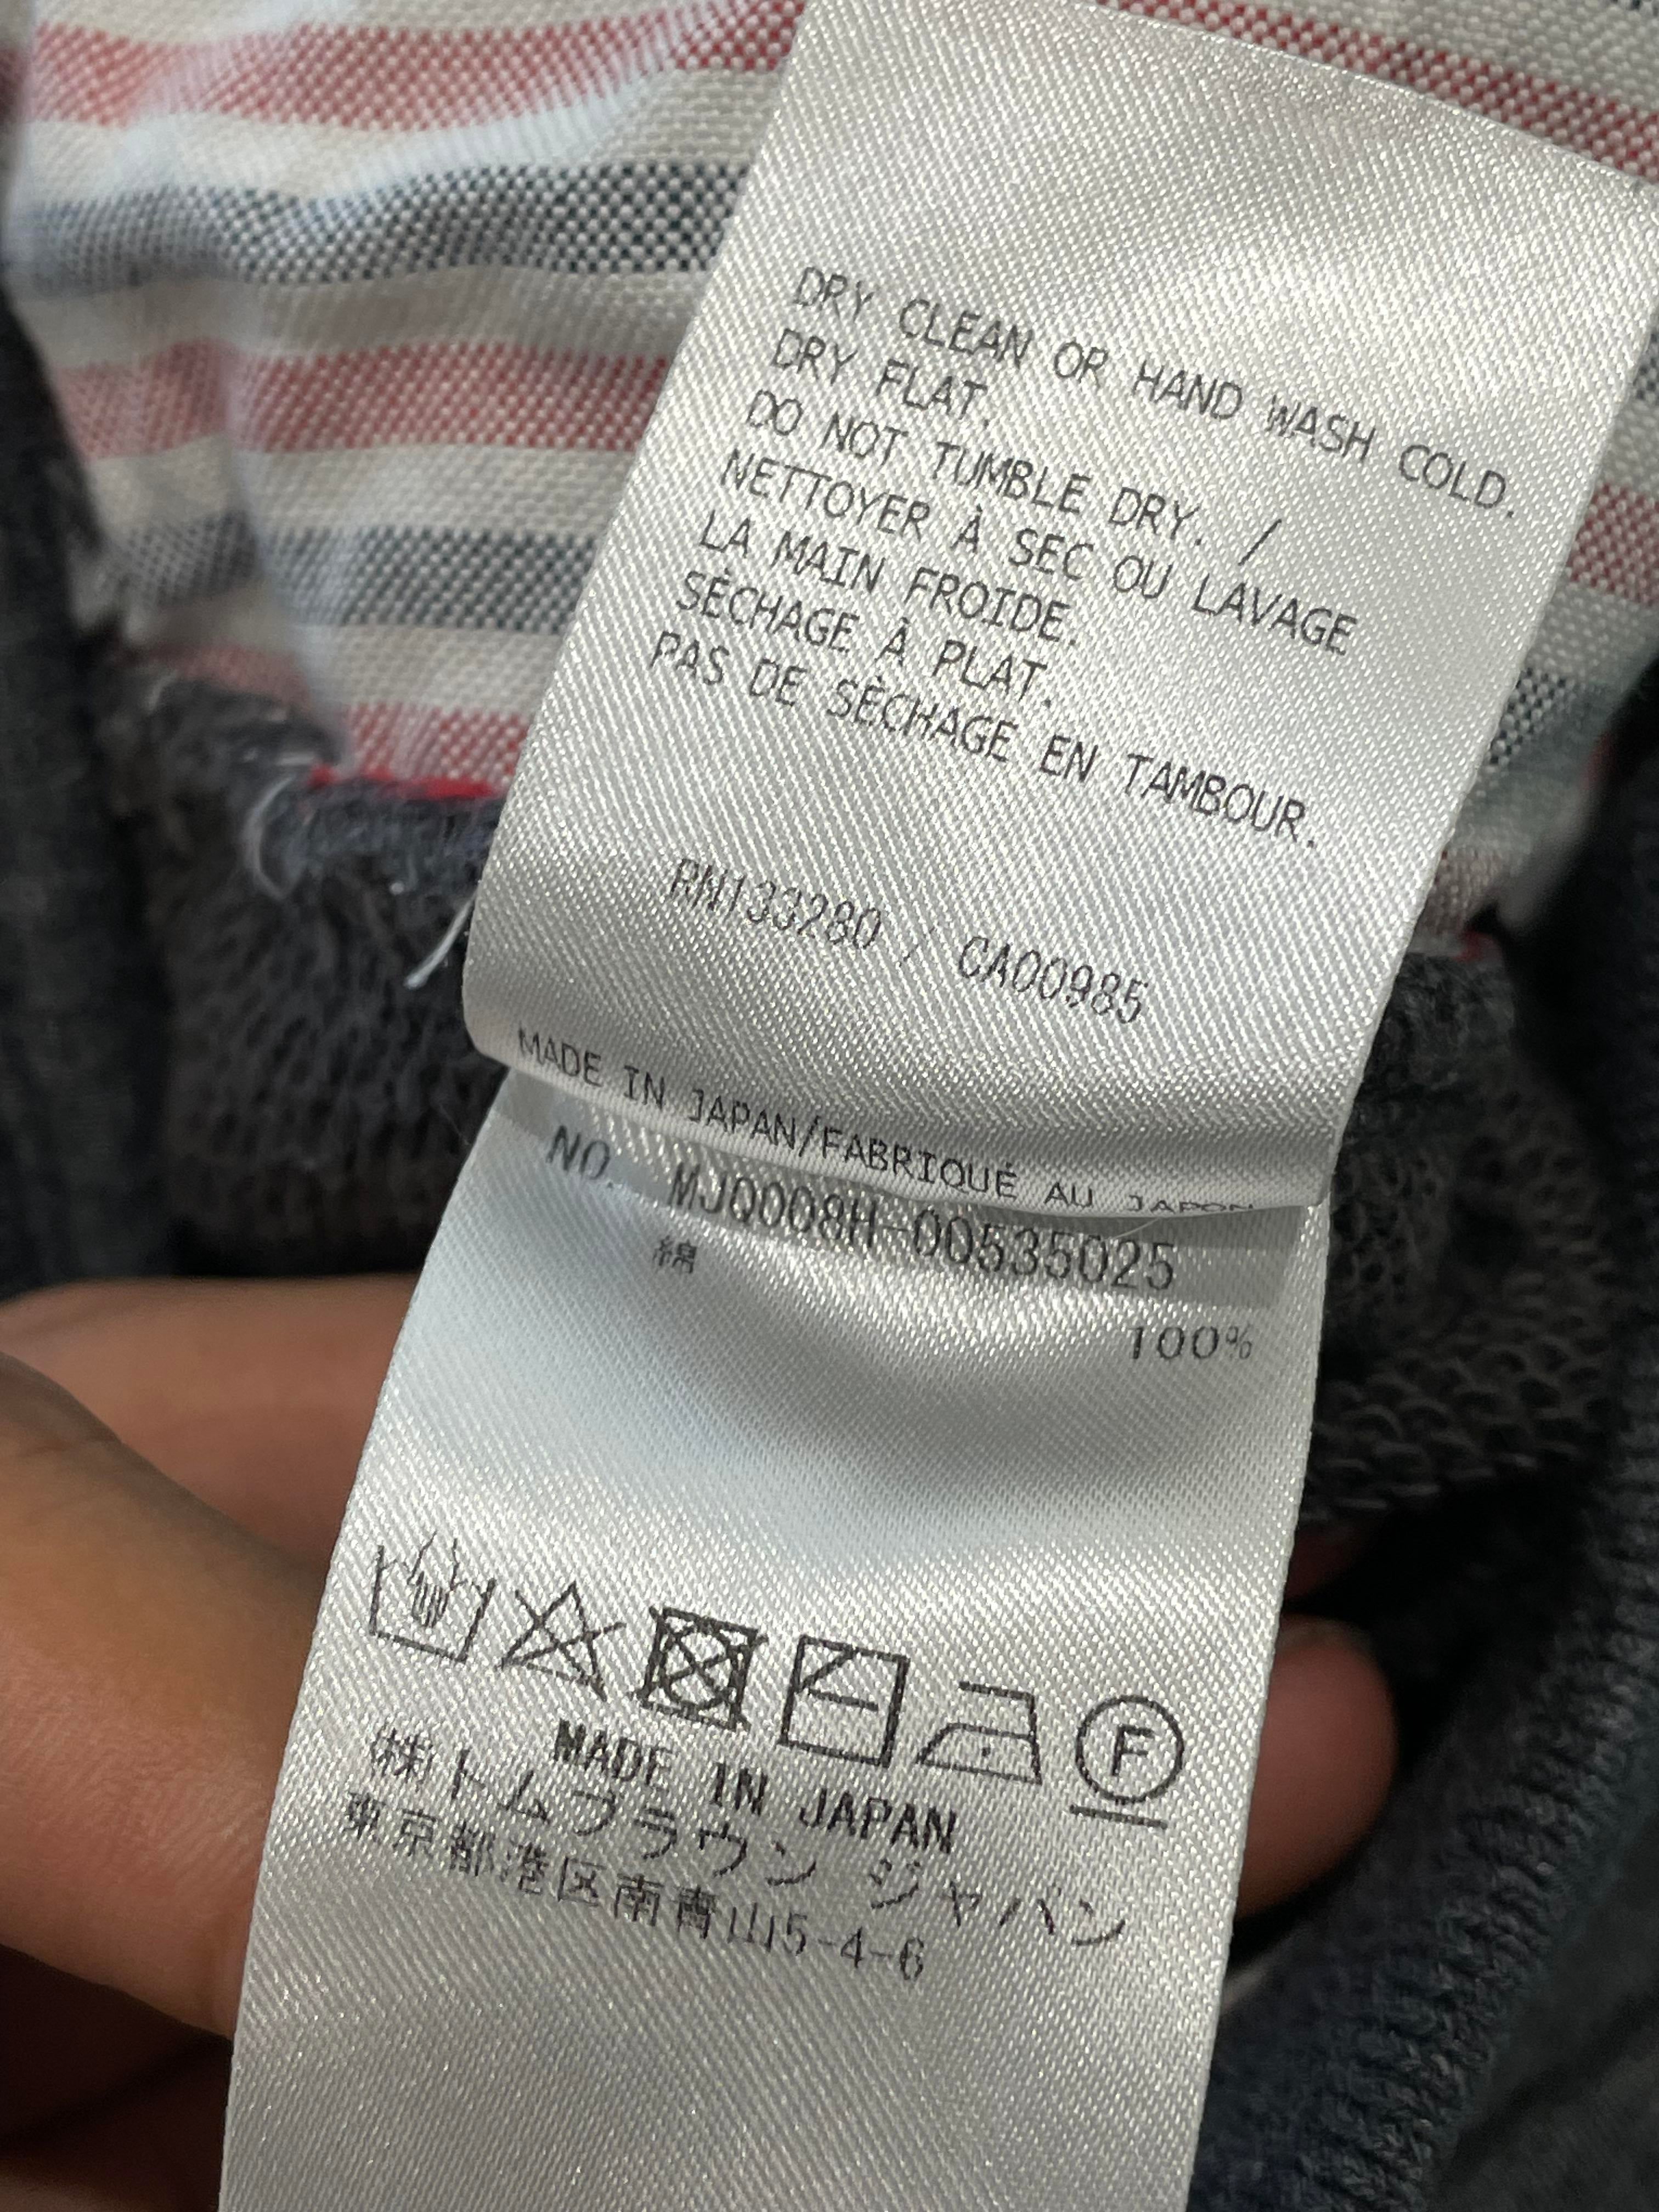 DRY CLEAN OR HAND WASH COLD.
DRY FLAT.
DO NOT TUMBLE DRY. /
NETTOYER À SEC OU LAVAGE
LA MAIN FROIDE.
SÉCHAGE À PLAT.
PAS DE SÉCHAGE EN TAMBOUR.
RN133280 / CA00985
MADE IN JAPAN/FABRIQUÉ AU JAPON
NO. MJQ008H-00535025
綿
100%
F
MADE IN JAPAN
(株)トムブラウン ジャパン
東京都港区南青山5-4-6